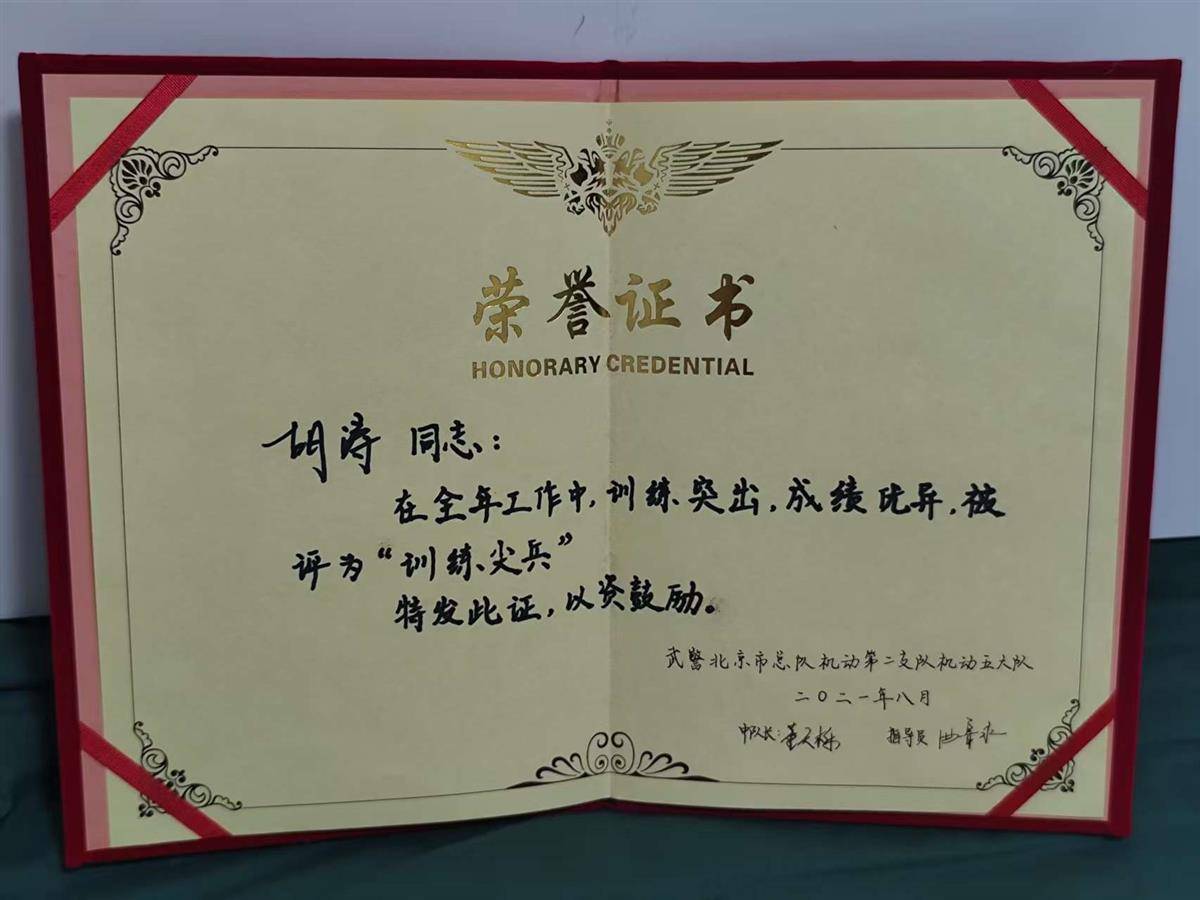 荣誉证书
HONORARY CREDENTIAL
胡涛 同志：
在全年工作中，训练突出，成绩优异，被
评为“训练尖兵”
特发此证，以资鼓励。
武警北京市总队机动第二支队机动五大队
二〇二一年八月
中队长： 指导员